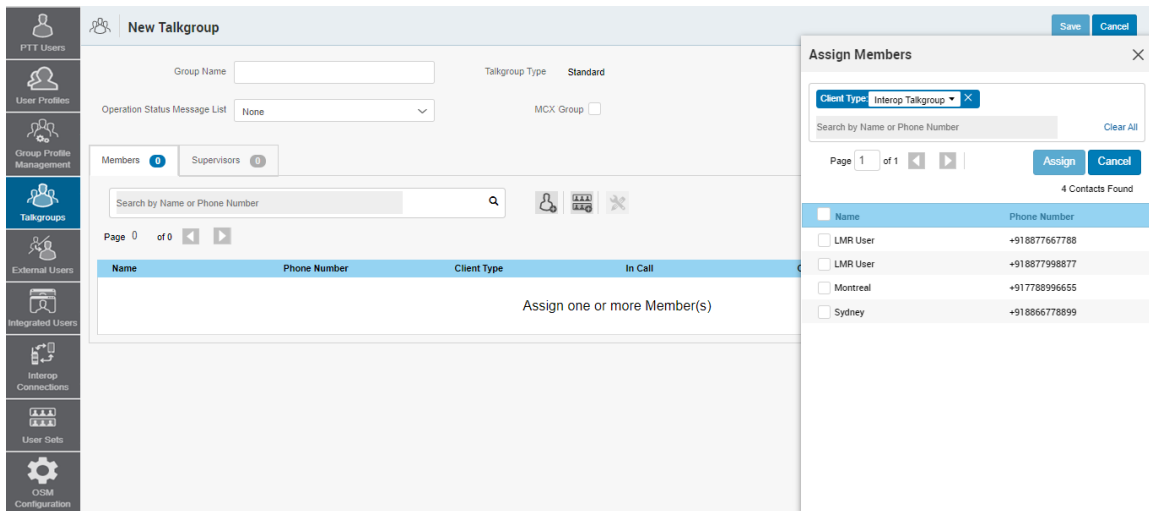 PTT Users
User Profiles
Group Profile
Management
Talkgroups
External Users
Integrated Users
Interop
Connections
User Sets
OSM
Configuration
New Talkgroup
Save Cancel
Group Name
Talkgroup Type Standard
Operation Status Message List None
MCX Group
Members 0 Supervisors 0
Search by Name or Phone Number
Page 0 of 0
Name Phone Number Client Type In Call
Assign one or more Member(s)
Assign Members
Client Type: Interop Talkgroup
Search by Name or Phone Number Clear All
Page 1 of 1 Assign Cancel
4 Contacts Found
Name Phone Number
LMR User +918877667788
LMR User +918877998877
Montreal +917788996655
Sydney +918866778899